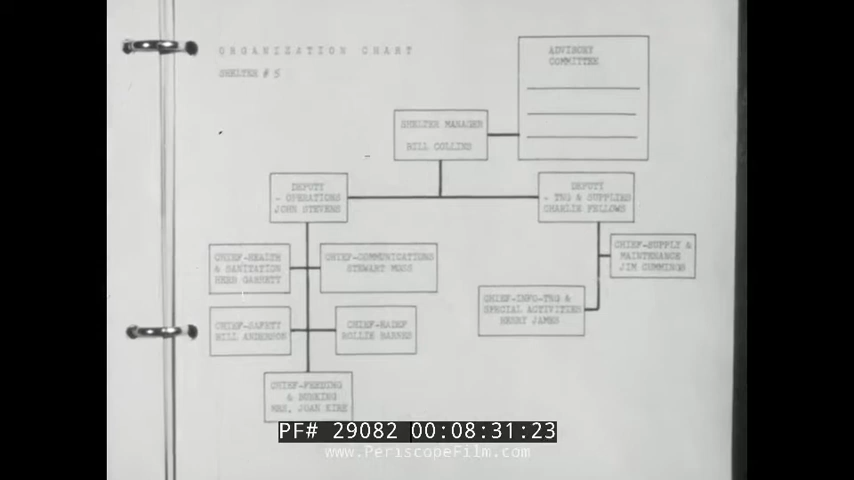 ORGANIZATION CHART
SHELTER # 5
ADVISORY
COMMITTEE
SHELTER MANAGER
BILL COLLINS
DEPUTY
- OPERATIONS
JOHN STEVENS
DEPUTY
- TNG & SUPPLIES
CHARLIE FELLOWS
CHIEF-HEALTH
& SANITATION
HERB GARRETT
CHIEF-COMMUNICATIONS
STEWART
CHIEF-SUPPLY &
MAINTENANCE
JIM CUMMINGS
CHIEF-INFO-TNG &
SPECIAL ACTIVITIES
HENRY JAMES
CHIEF-SAFETY
BILL ANDERSON
CHIEF-RADEF
ROLLIE BARNES
CHIEF-FEEDING
& BUNKING
MRS. JOAN KIRK
PF# 29082 00:08:31:23
www.PeriscopeFilm.com